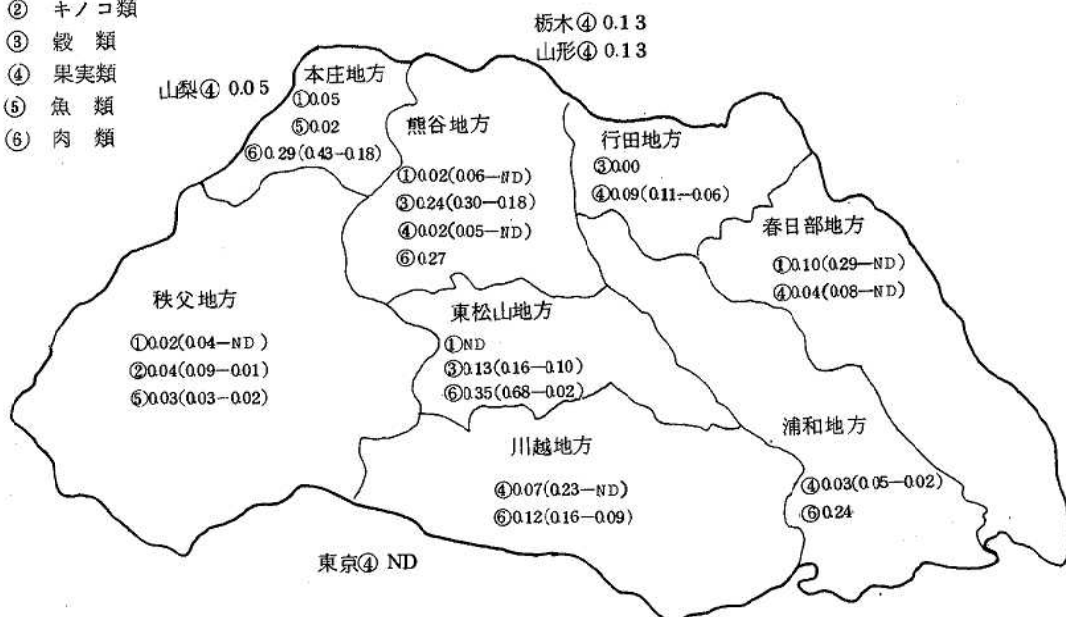 ② キノコ類
③ 穀 類
④ 果実類
⑤ 魚 類
⑥ 肉 類
栃木④ 0.13
山形④ 0.13
山梨④ 0.05
本庄地方
①0.05
⑤0.02
⑥0.29(0.43-0.18)
熊谷地方
①0.02(0.06-ND)
③0.24(0.30-0.18)
④0.02(0.05-ND)
⑥0.27
行田地方
③0.00
④0.09(0.11-0.06)
春日部地方
①0.10(0.29-ND)
④0.04(0.08-ND)
秩父地方
①0.02(0.04-ND)
②0.04(0.09-0.01)
⑤0.03(0.03-0.02)
東松山地方
①ND
③0.13(0.16-0.10)
⑥0.35(0.68-0.02)
川越地方
④0.07(0.23-ND)
⑥0.12(0.16-0.09)
浦和地方
④0.03(0.05-0.02)
⑥0.24
東京④ ND